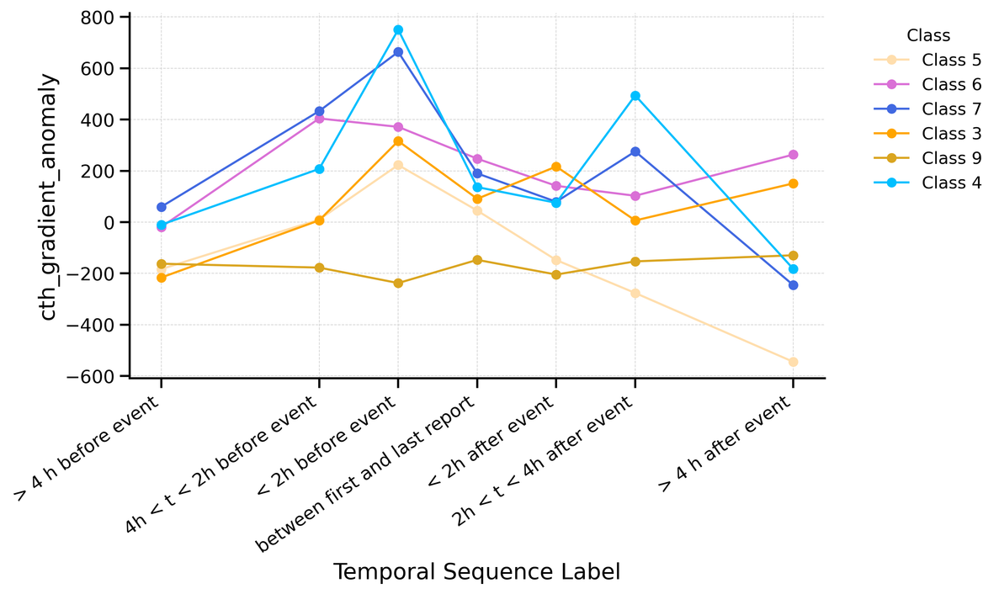 800
600
400
200
0
−200
−400
−600
cth_gradient_anomaly
> 4 h before event
4h < t < 2h before event
< 2h before event
between first and last report
< 2h after event
2h < t < 4h after event
> 4 h after event
Temporal Sequence Label
Class
Class 5
Class 6
Class 7
Class 3
Class 9
Class 4